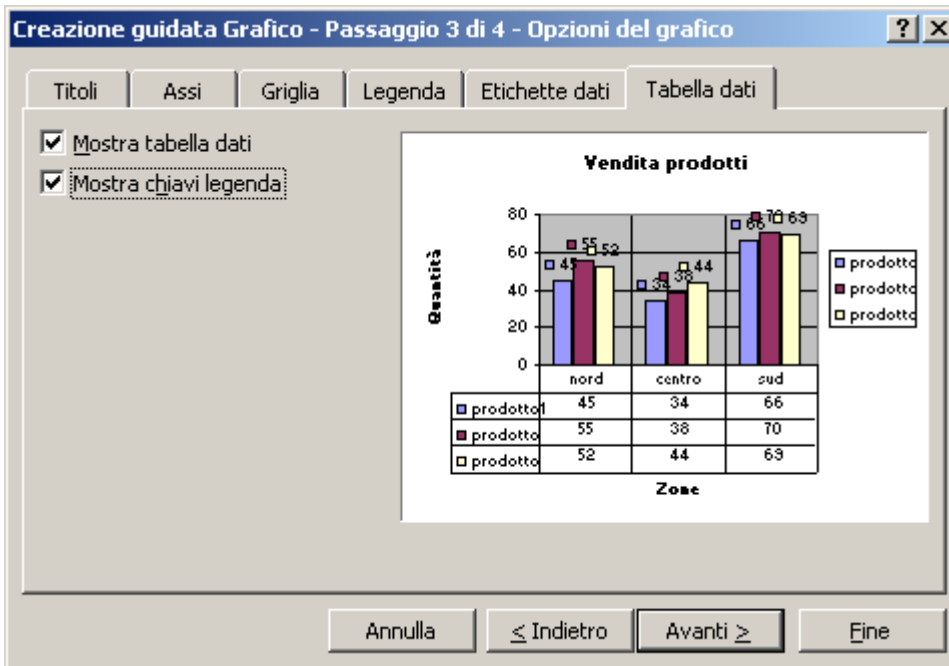 Creazione guidata Grafico - Passaggio 3 di 4 - Opzioni del grafico
Titoli Assi Griglia Legenda Etichette dati Tabella dati
Mostra tabella dati
Mostra chiavi legenda
Vendita prodotti
Quantità
80
60
40
20
0
45 55 52
34 38 44
66 70 69
nord centro sud
prodotto1 45 34 66
prodotto 55 38 70
prodotto 52 44 69
Zone
prodotto
prodotto
prodotto
Annulla < Indietro Avanti > Fine